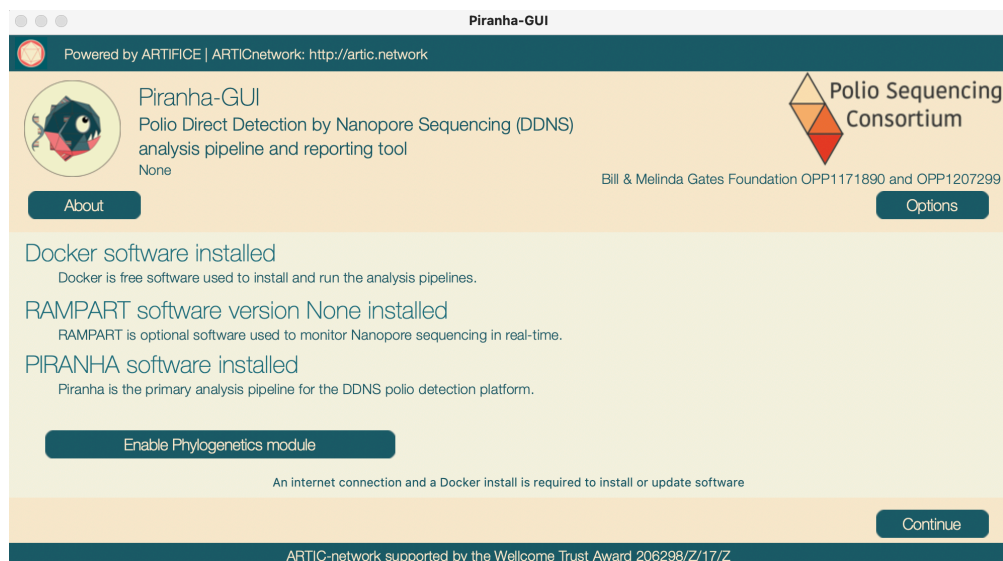 Piranha-GUI
Powered by ARTIFICE | ARTICnetwork: http://artic.network
Piranha-GUI
Polio Direct Detection by Nanopore Sequencing (DDNS)
analysis pipeline and reporting tool
None
Polio Sequencing
Consortium
Bill & Melinda Gates Foundation OPP1171890 and OPP1207299
About
Options
Docker software installed
Docker is free software used to install and run the analysis pipelines.
RAMPART software version None installed
RAMPART is optional software used to monitor Nanopore sequencing in real-time.
PIRANHA software installed
Piranha is the primary analysis pipeline for the DDNS polio detection platform.
Enable Phylogenetics module
An internet connection and a Docker install is required to install or update software
Continue
ARTIC-network supported by the Wellcome Trust Award 206298/Z/17/Z